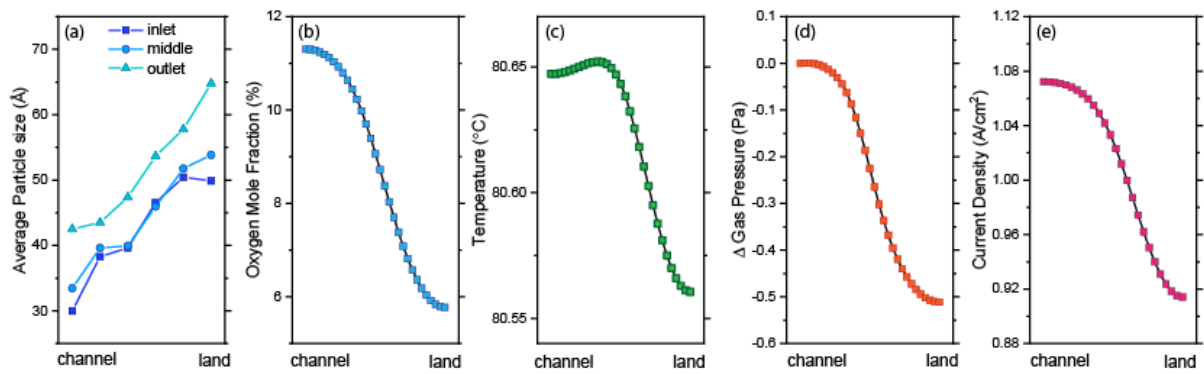 (a)
inlet
middle
outlet
Average Particle size (Å)
70
60
50
40
30
channel
land
(b)
Oxygen Mole Fraction (%)
12
10
8
6
channel
land
(c)
Temperature (°C)
80.65
80.60
80.55
channel
land
(d)
Δ Gas Pressure (Pa)
0.1
0.0
-0.1
-0.2
-0.3
-0.4
-0.5
-0.6
channel
land
(e)
Current Density (A/cm²)
1.12
1.08
1.04
1.00
0.96
0.92
0.88
channel
land